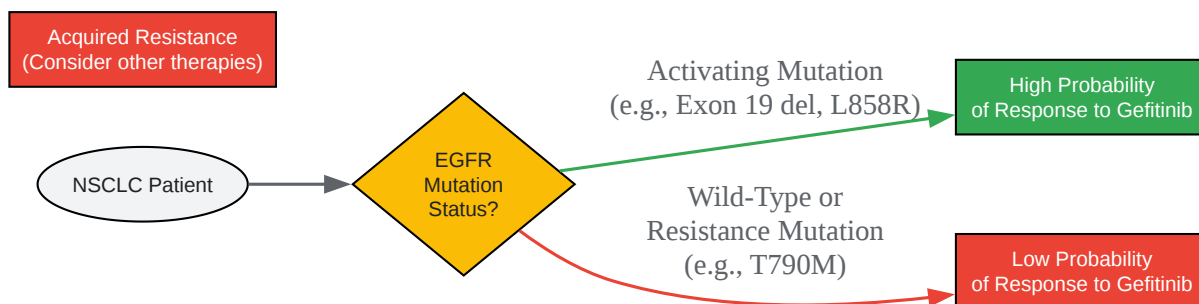 Acquired Resistance
(Consider other therapies)
NSCLC Patient
EGFR
Mutation
Status?
Activating Mutation
(e.g., Exon 19 del, L858R)
High Probability
of Response to Gefitinib
Wild-Type or
Resistance Mutation
(e.g., T790M)
Low Probability
of Response to Gefitinib